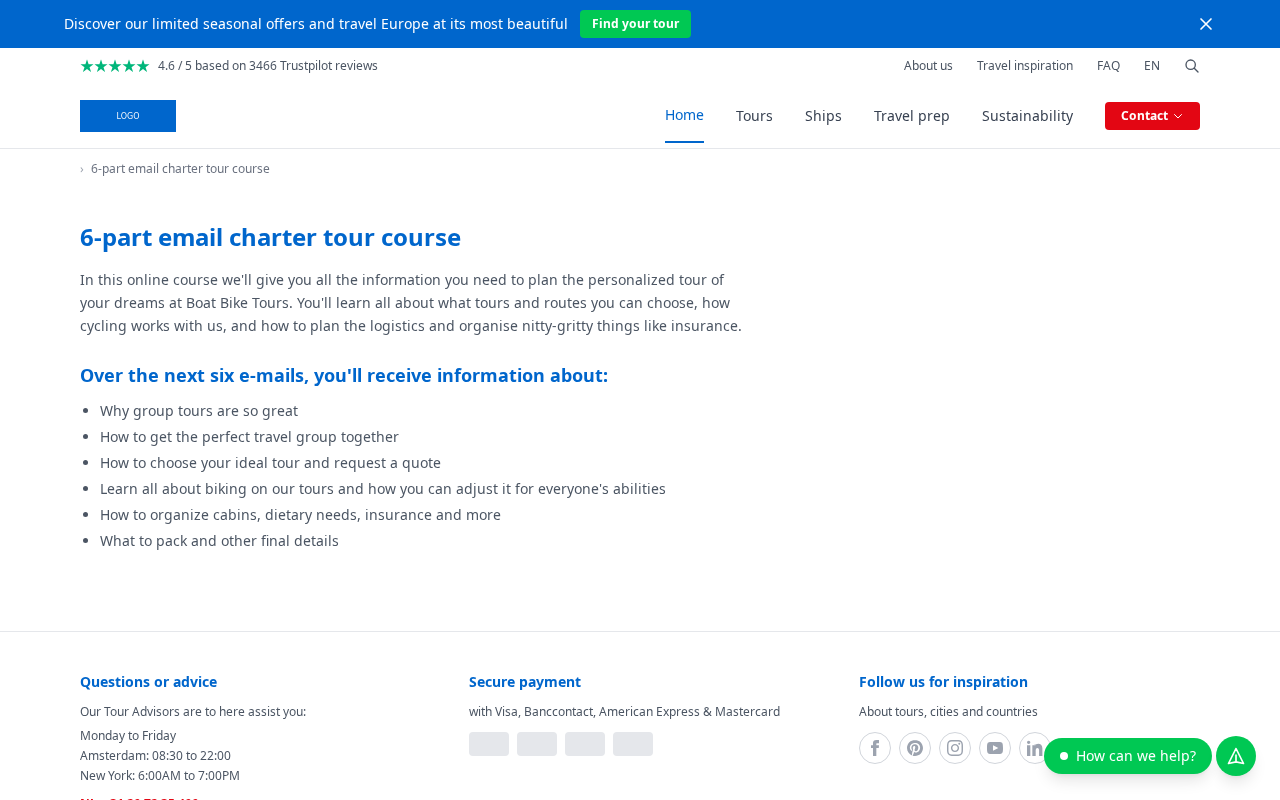 Discover our limited seasonal offers and travel Europe at its most beautiful
Find your tour
4.6 / 5 based on 3466 Trustpilot reviews
About us
Travel inspiration
FAQ
EN
LOGO
Home
Tours
Ships
Travel prep
Sustainability
Contact
› 6-part email charter tour course
6-part email charter tour course
In this online course we'll give you all the information you need to plan the personalized tour of
your dreams at Boat Bike Tours. You'll learn all about what tours and routes you can choose, how
cycling works with us, and how to plan the logistics and organise nitty-gritty things like insurance.
Over the next six e-mails, you'll receive information about:
• Why group tours are so great
• How to get the perfect travel group together
• How to choose your ideal tour and request a quote
• Learn all about biking on our tours and how you can adjust it for everyone's abilities
• How to organize cabins, dietary needs, insurance and more
• What to pack and other final details
Questions or advice
Our Tour Advisors are to here assist you:
Monday to Friday
Amsterdam: 08:30 to 22:00
New York: 6:00AM to 7:00PM
Secure payment
with Visa, Banccontact, American Express & Mastercard
Follow us for inspiration
About tours, cities and countries
How can we help?